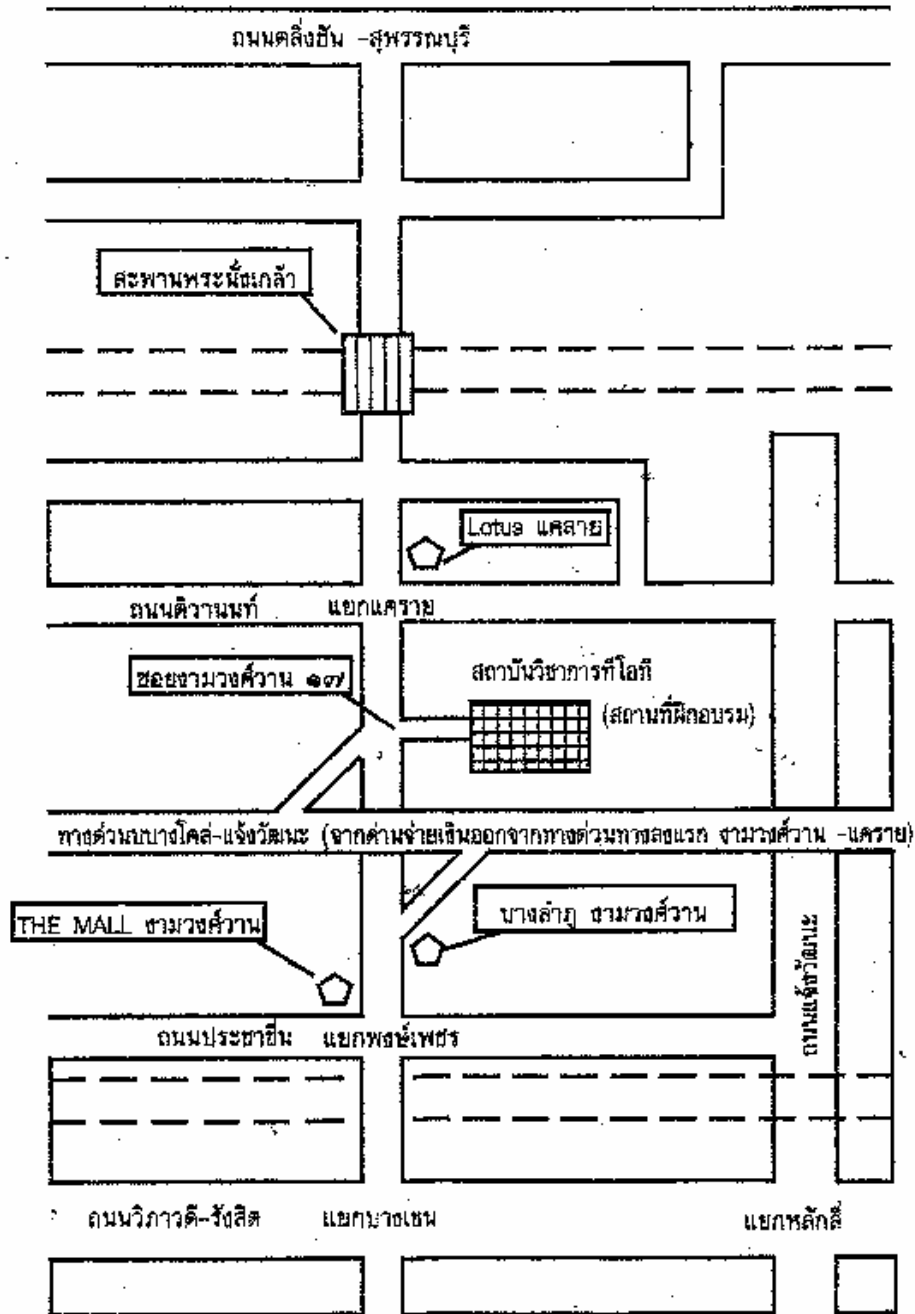 ถนนตลิ่งชัน -สุพรรณบุรี
สะพานพระนั่งเกล้า
Lotus แคลาย
ถนนติวานนท์
แยกแคราย
ซอยงามวงศ์วาน ๑๗
สถาบันวิชาการทีโอที
(สถานที่ฝึกอบรม)
ทางด่วนบบางโคล่-แจ้งวัฒนะ (จากด่านจ่ายเงินออกจากทางด่วนทางลงแรก งามวงศ์วาน -แคราย)
THE MALL งามวงศ์วาน
บางลำภู งามวงศ์วาน
ถนนแจ้งวัฒนะ
ถนนประชาชื่น
แยกพงษ์เพชร
ถนนวิภาวดี-รังสิต
แยกบางเขน
แยกหลักสี่